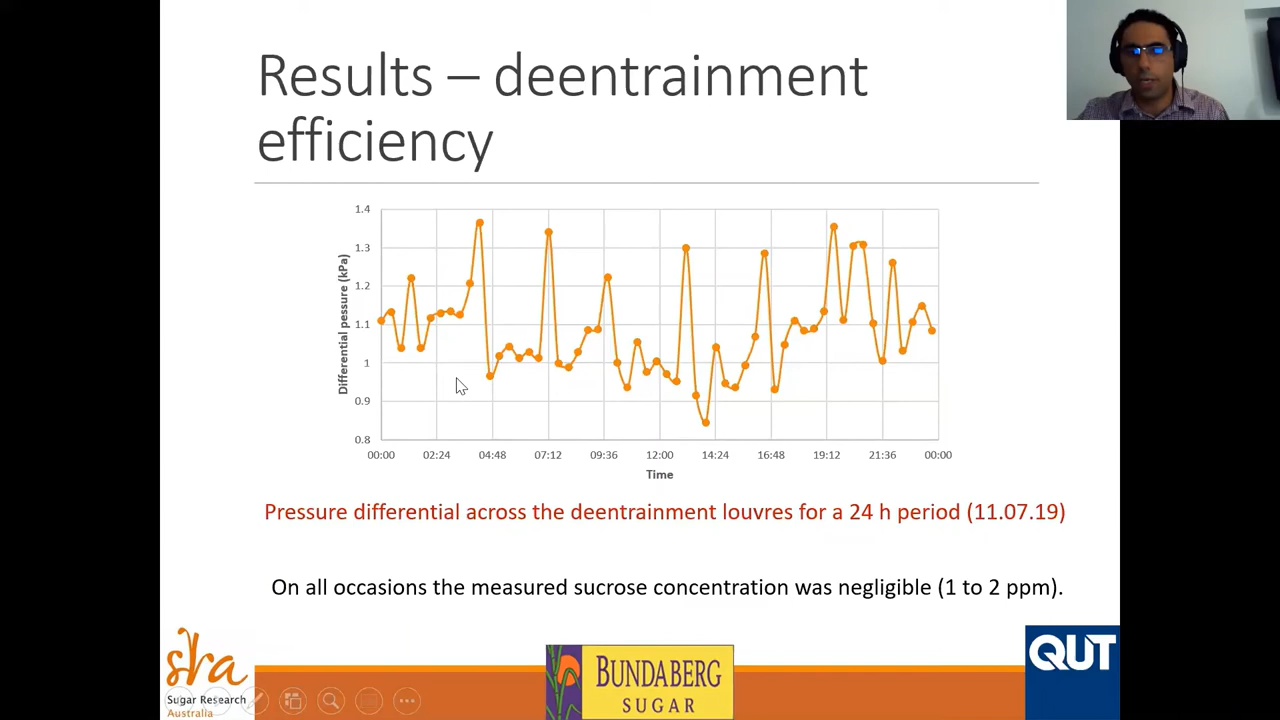 Results – deentrainment
efficiency
1.4
1.3
1.2
1.1
1
0.9
0.8
Differential pessure (kPa)
00:00 02:24 04:48 07:12 09:36 12:00 14:24 16:48 19:12 21:36 00:00
Time
Pressure differential across the deentrainment louvres for a 24 h period (11.07.19)
On all occasions the measured sucrose concentration was negligible (1 to 2 ppm).
sra
Sugar Research
Australia
BUNDABERG
SUGAR
QUT